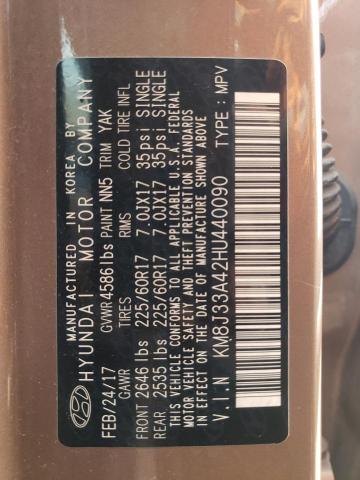 MANUFACTURED IN KOREA BY
HYUNDAI MOTOR COMPANY
FEB/24/17 GVWR 4586 lbs PAINT NN5 TRIM YAK
GAWR TIRES RIMS COLD TIRE INFL
FRONT 2646 lbs 225/60R17 7.0JX17 35psi SINGLE
REAR 2535 lbs 225/60R17 7.0JX17 35psi SINGLE
THIS VEHICLE CONFORMS TO ALL APPLICABLE U.S.A. FEDERAL
MOTOR VEHICLE SAFETY AND THEFT PREVENTION STANDARDS
IN EFFECT ON THE DATE OF MANUFACTURE SHOWN ABOVE
V.I.N KM8J33A42HU440090 TYPE : MPV